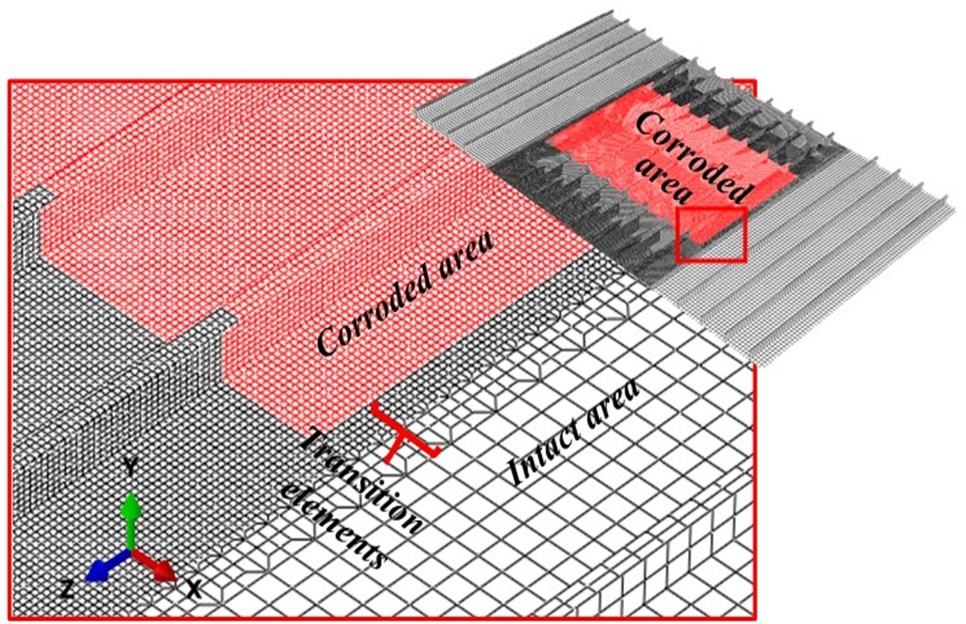 Corroded
area
Corroded area
Intact area
Transition
elements
Y
Z
X